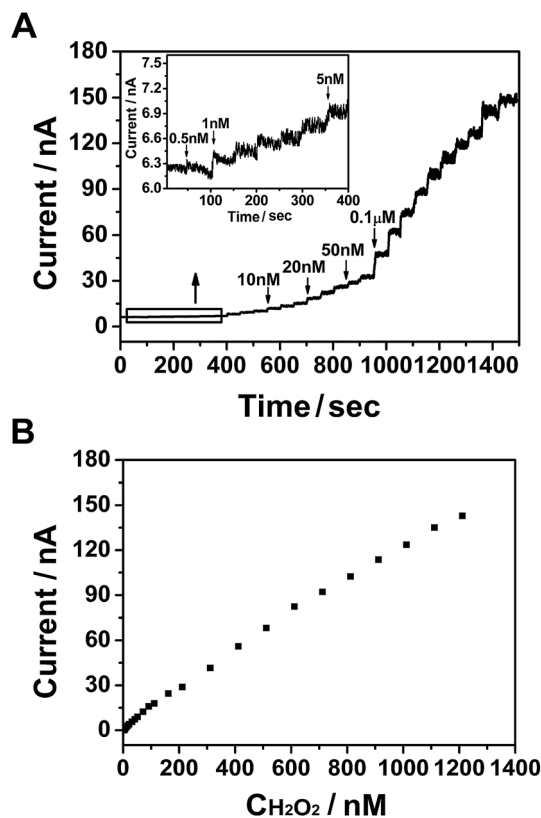 A
Current / nA
180
150
120
90
60
30
0
7.5
7.2
6.9
6.6
6.3
6.0
Current / nA
0.5nM
1nM
5nM
100 200 300 400
Time / sec
10nM
20nM
50nM
0.1μM
0 200 400 600 800 1000 1200 1400
Time / sec
B
Current / nA
180
150
120
90
60
30
0
0 200 400 600 800 1000 1200 1400
CH2O2 / nM